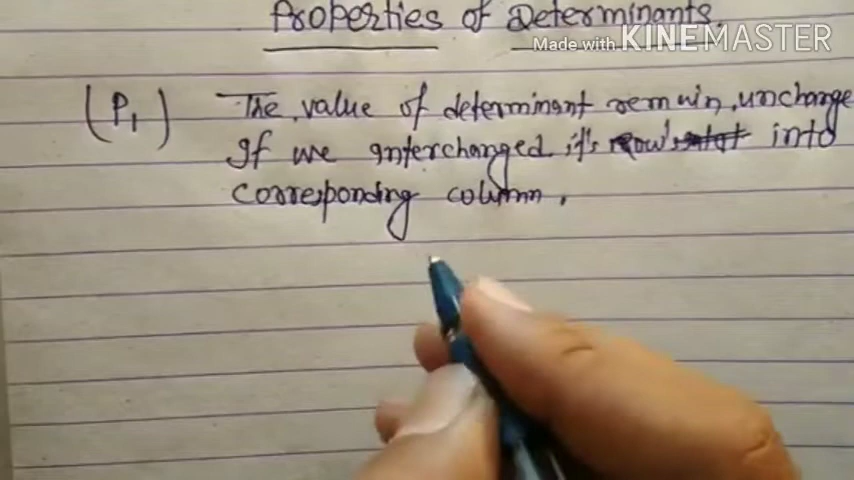 Properties of Determinants.
Made with KINEMASTER
(P1) The value of determinant remain unchange
If we interchanged it's row's into
corresponding column.